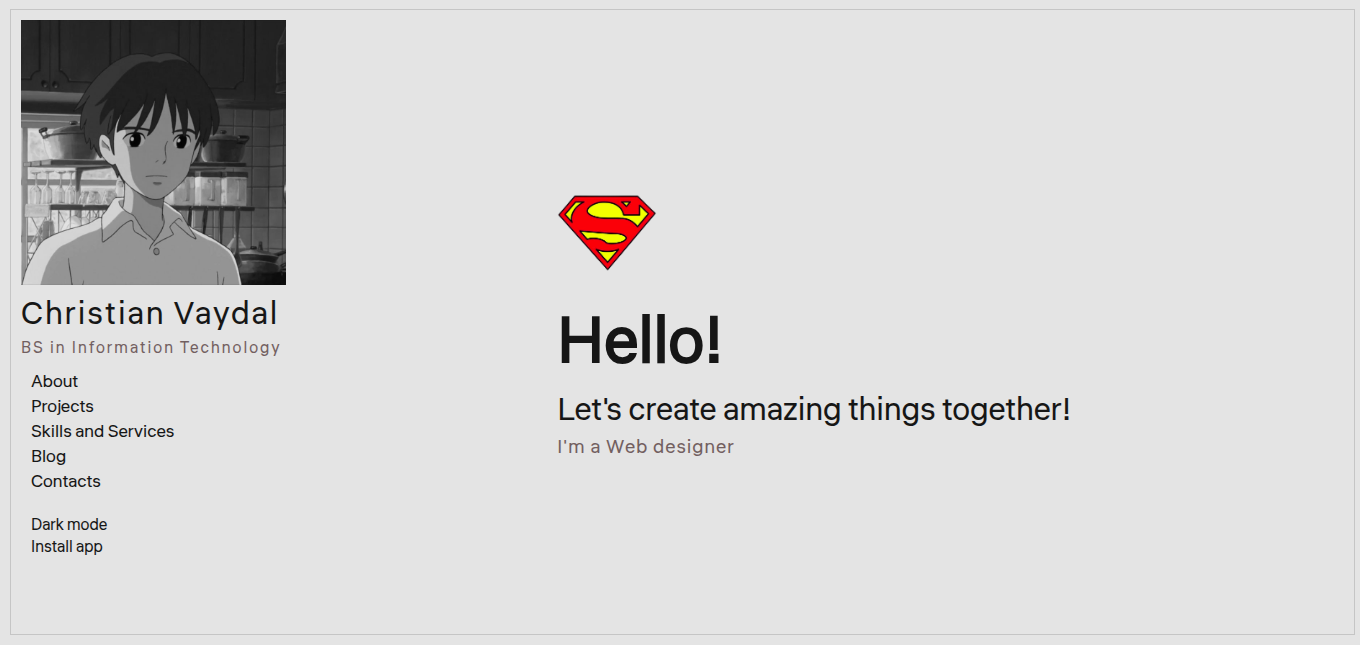 Christian Vaydal
BS in Information Technology
About
Projects
Skills and Services
Blog
Contacts
Dark mode
Install app
S
Hello!
Let's create amazing things together!
I'm a Web designer